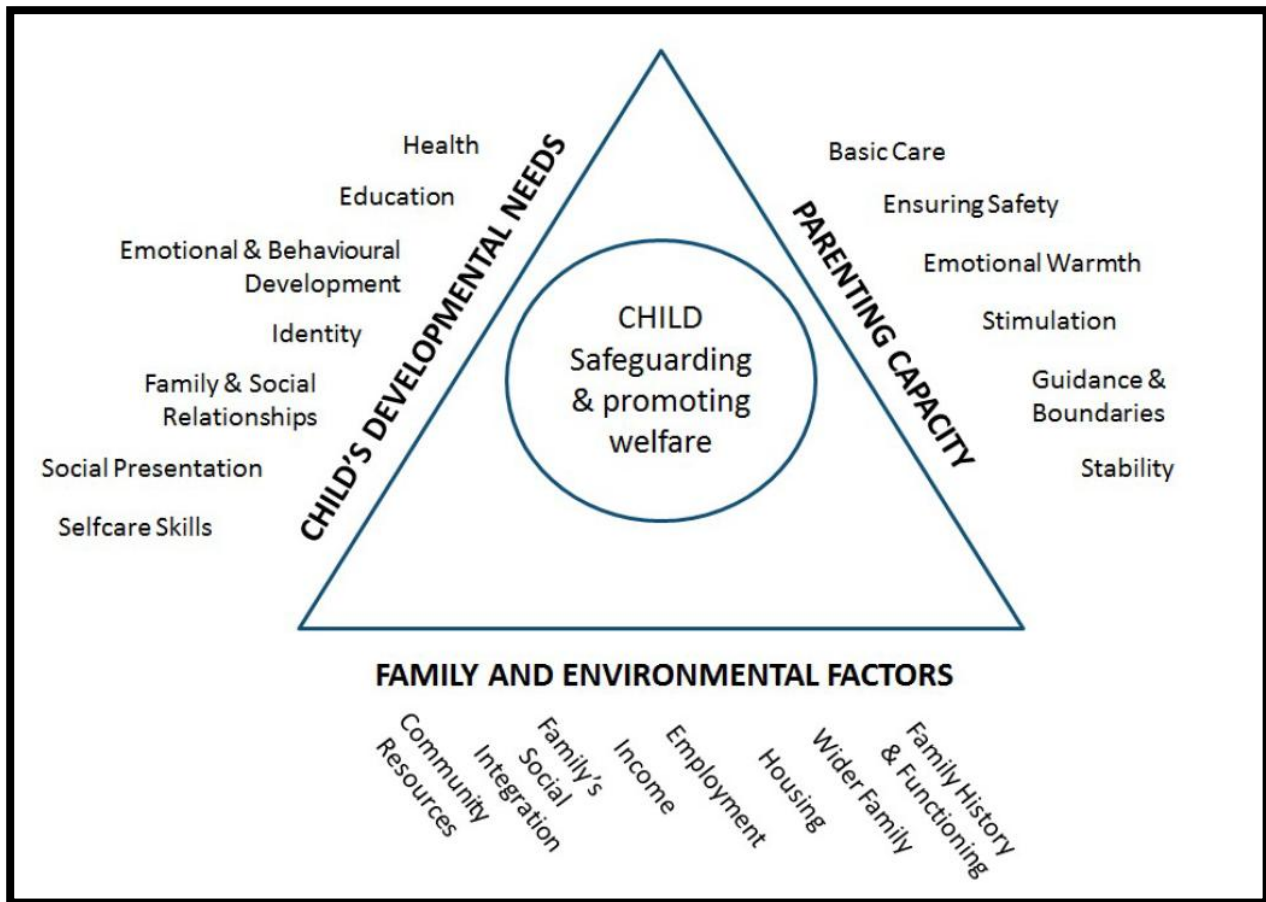 Health
Education
Emotional & Behavioural
Development
Identity
Family & Social
Relationships
Social Presentation
Selfcare Skills
CHILD'S DEVELOPMENTAL NEEDS
CHILD
Safeguarding
& promoting
welfare
PARENTING CAPACITY
Basic Care
Ensuring Safety
Emotional Warmth
Stimulation
Guidance &
Boundaries
Stability
FAMILY AND ENVIRONMENTAL FACTORS
Community
Resources
Family's
Social
Integration
Income
Employment
Housing
Wider Family
Family History
& Functioning